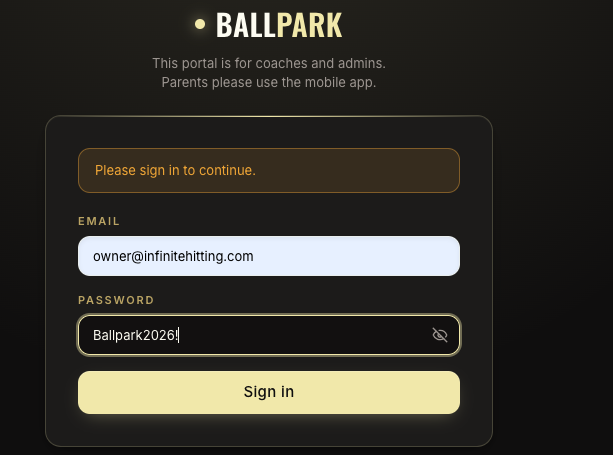 BALLPARK
This portal is for coaches and admins.
Parents please use the mobile app.
Please sign in to continue.
EMAIL
owner@infinitehitting.com
PASSWORD
Ballpark2026!
Sign in